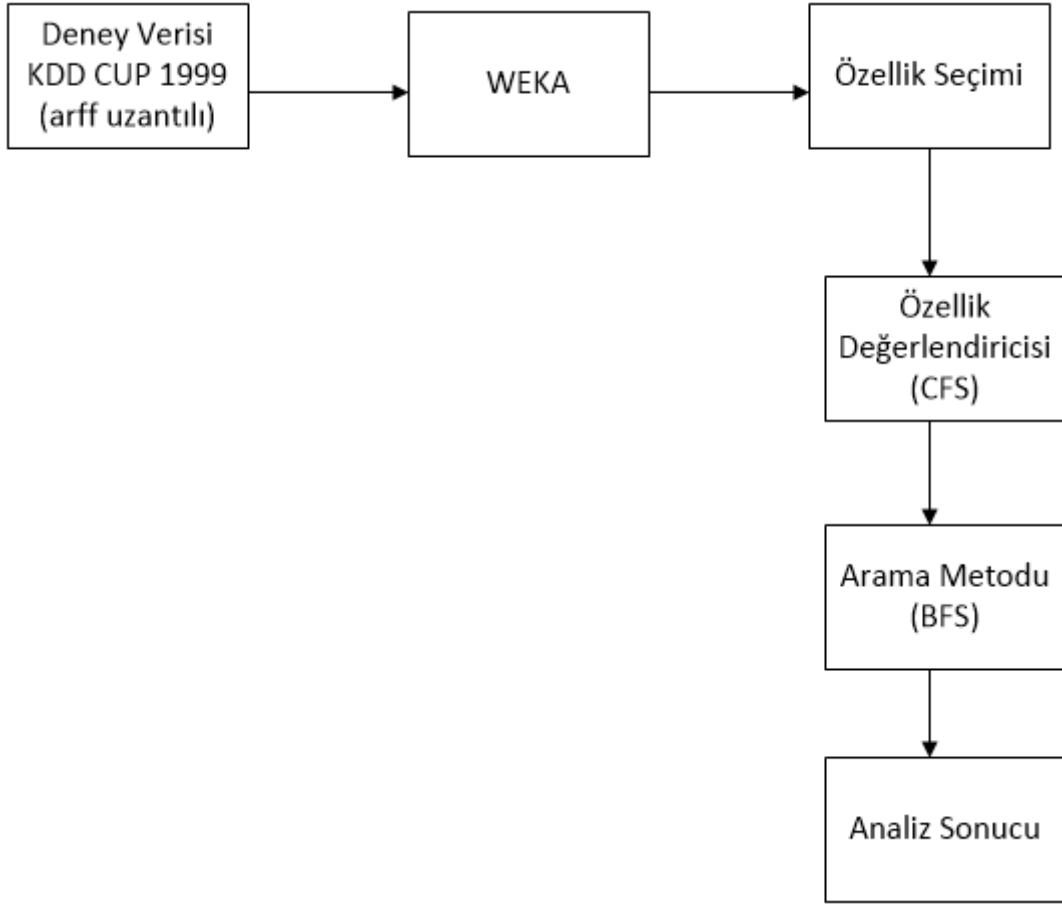 Deney Verisi
KDD CUP 1999
(arff uzantılı)
WEKA
Özellik Seçimi
Özellik
Değerlendiricisi
(CFS)
Arama Metodu
(BFS)
Analiz Sonucu